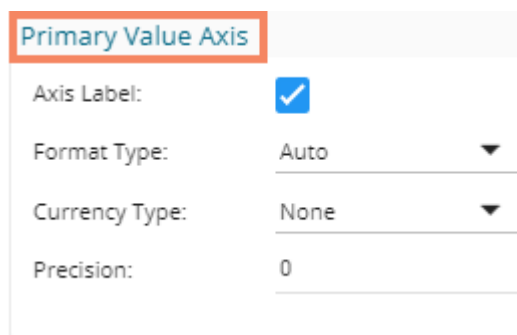 Primary Value Axis
Axis Label:
Format Type: Auto
Currency Type: None
Precision: 0